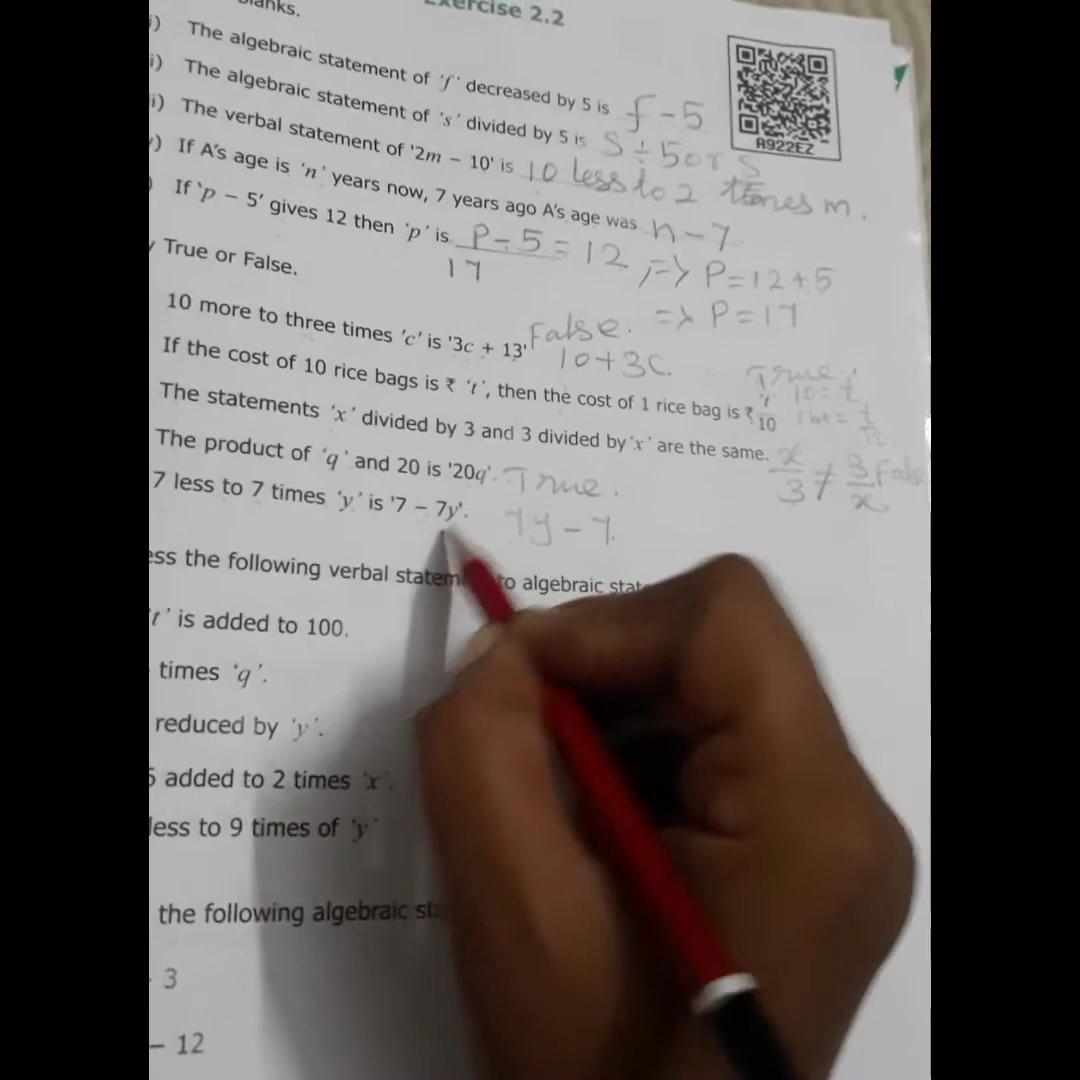 Exercise 2.2
blanks.
i) The algebraic statement of 'f' decreased by 5 is f - 5
i) The algebraic statement of 's' divided by 5 is S ÷ 5 or S
i) The verbal statement of '2m – 10' is 10 less to 2 times m.
) If A's age is 'n' years now, 7 years ago A's age was n - 7
If 'p – 5' gives 12 then 'p' is P - 5 = 12, => P = 12 + 5
17 => P = 17
True or False.
10 more to three times 'c' is '3c + 13' False.
10 + 3C.
If the cost of 10 rice bags is ₹ 't', then the cost of 1 rice bag is ₹ t/10 True
10 = t
The statements 'x' divided by 3 and 3 divided by 'x' are the same. x/3 ≠ 3/x False
The product of 'q' and 20 is '20q'. True.
7 less to 7 times 'y' is '7 – 7y'. 7y - 7.
ess the following verbal to algebraic
't' is added to 100.
times 'q'.
reduced by 'y'.
5 added to 2 times 'x'.
less to 9 times of 'y'
the following algebraic
3
– 12
A922EZ